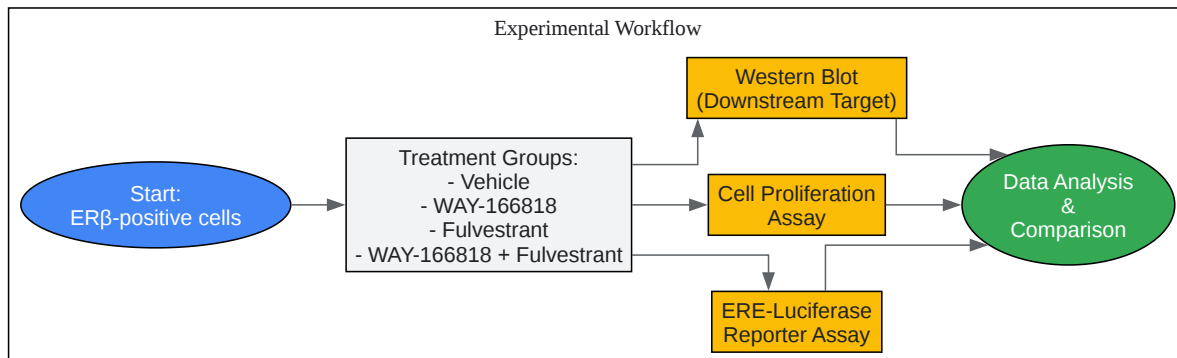 Experimental Workflow
Start:
ERβ-positive cells
Treatment Groups:
- Vehicle
- WAY-166818
- Fulvestrant
- WAY-166818 + Fulvestrant
Western Blot
(Downstream Target)
Cell Proliferation
Assay
ERE-Luciferase
Reporter Assay
Data Analysis
&
Comparison